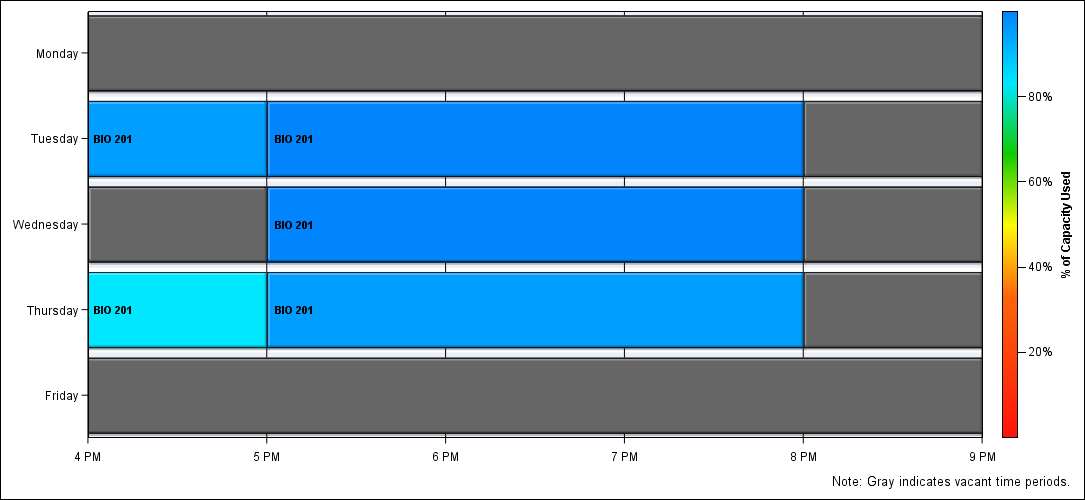 Monday
Tuesday
BIO 201
BIO 201
Wednesday
BIO 201
Thursday
BIO 201
BIO 201
Friday
4 PM
5 PM
6 PM
7 PM
8 PM
9 PM
80%
60%
40%
20%
% of Capacity Used
Note: Gray indicates vacant time periods.